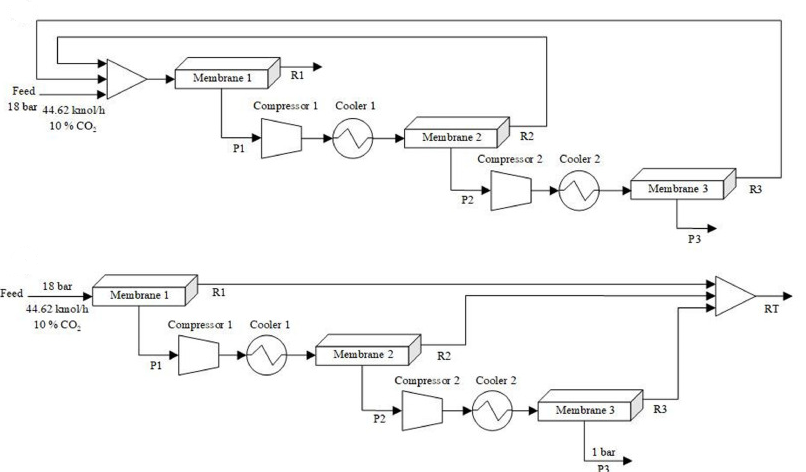 Membrane 1
R1
Feed
18 bar
44.62 kmol/h
10 % CO2
Compressor 1
Cooler 1
P1
Membrane 2
R2
Compressor 2
Cooler 2
P2
Membrane 3
R3
P3
Feed
18 bar
44.62 kmol/h
10 % CO2
Membrane 1
R1
RT
Compressor 1
Cooler 1
P1
Membrane 2
R2
Compressor 2
Cooler 2
P2
Membrane 3
R3
1 bar
P3